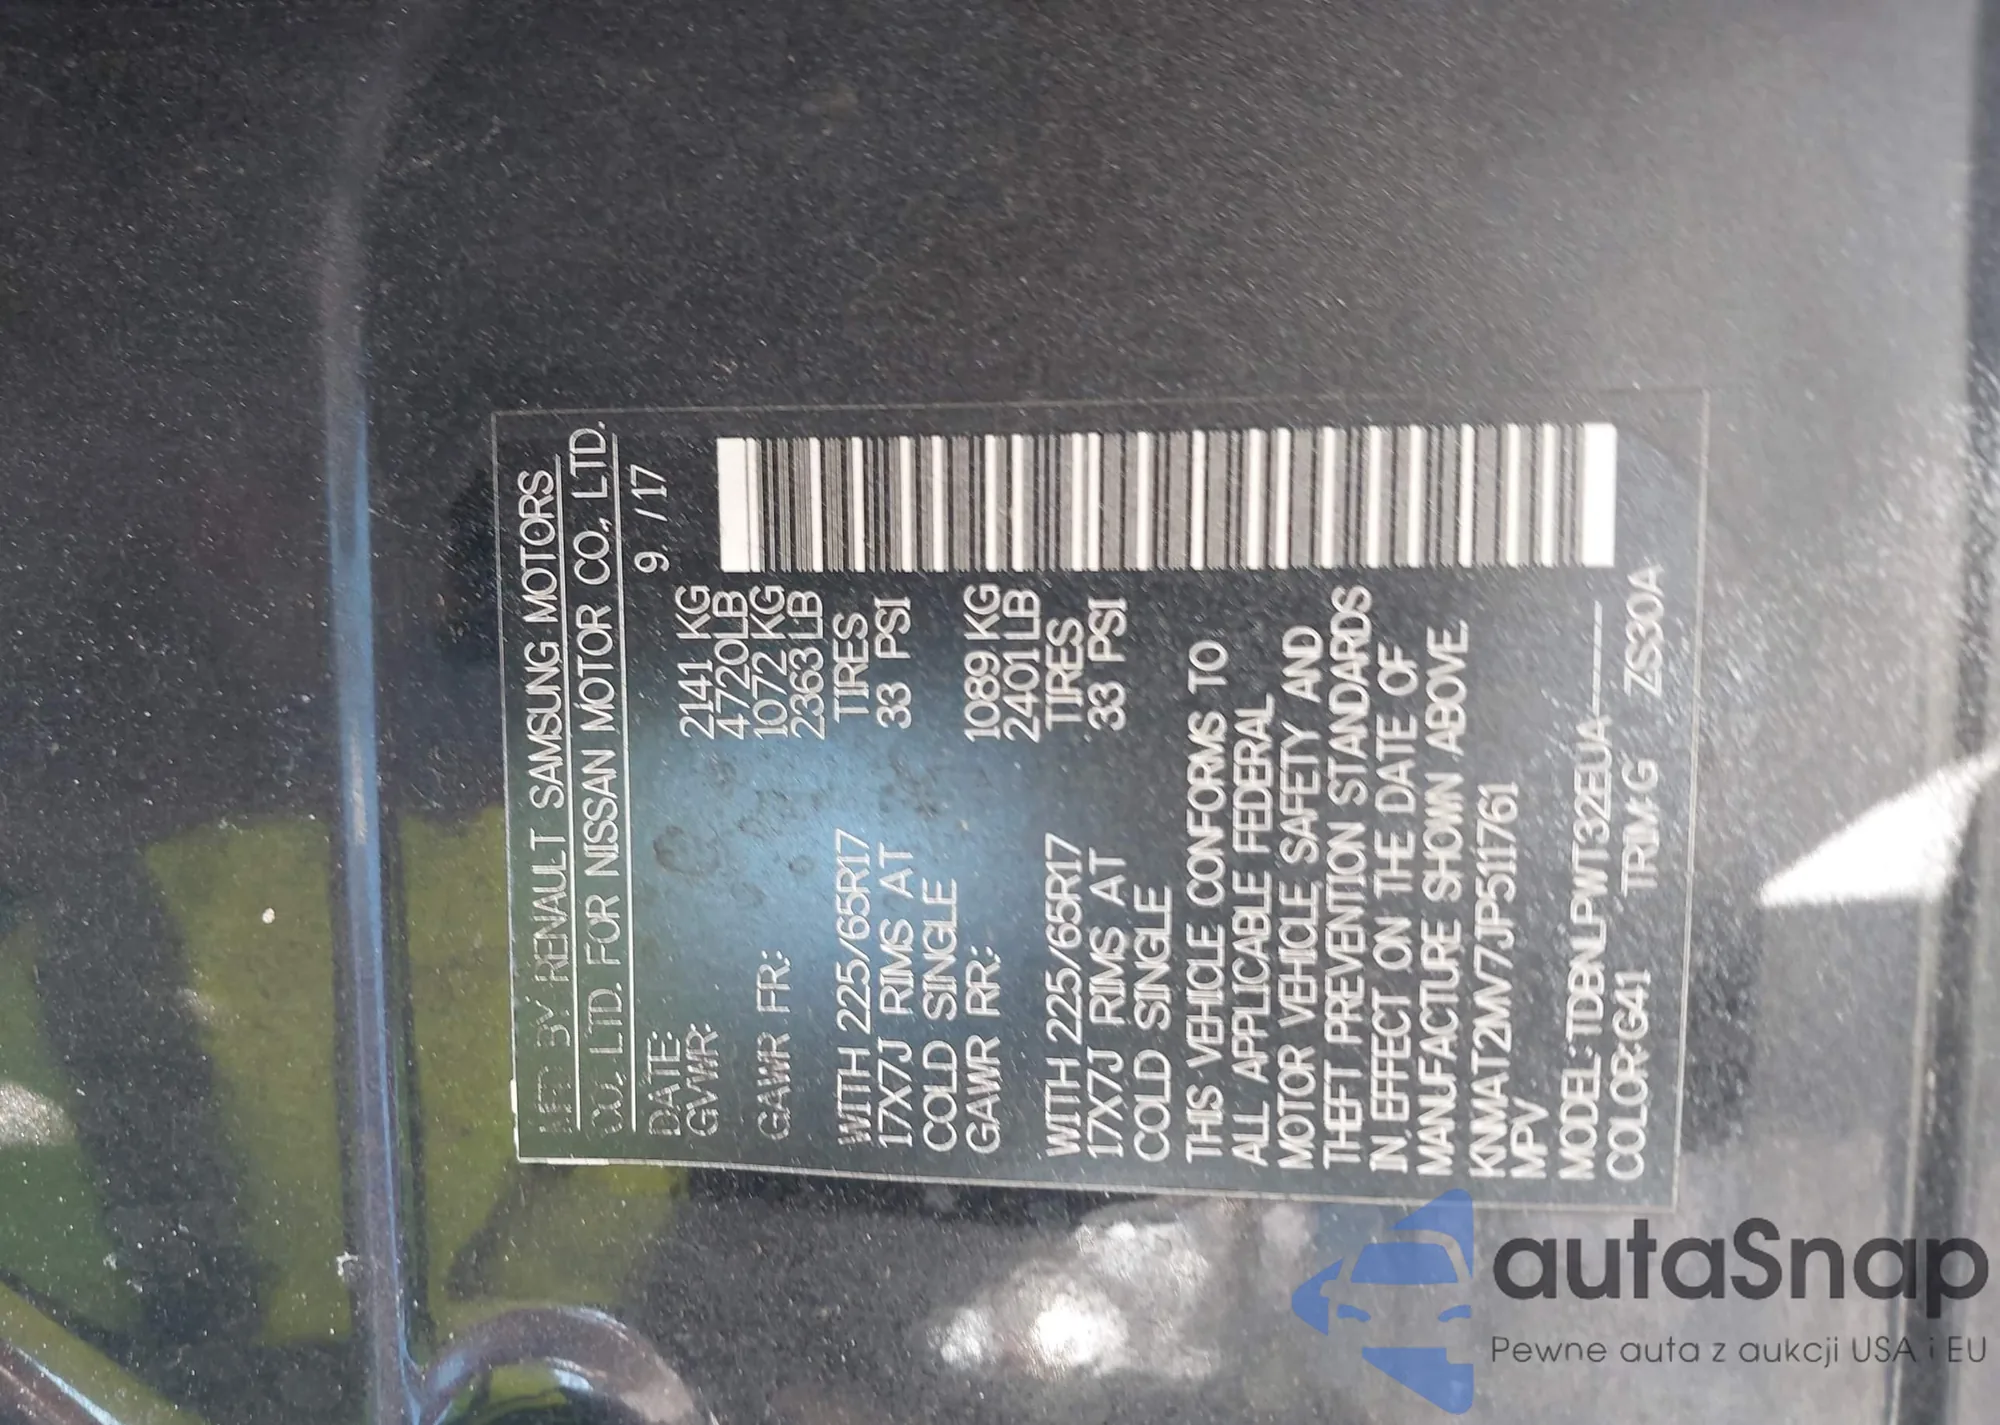 MFD BY RENAULT SAMSUNG MOTORS
CO., LTD. FOR NISSAN MOTOR CO., LTD.
DATE: 9 /17
GVWR: 2141 KG
4720LB
GAWR FR: 1072 KG
2363LB
WITH 225/65R17 TIRES
17X7J RIMS AT 33 PSI
COLD SINGLE
GAWR RR: 1089 KG
2401LB
WITH 225/65R17 TIRES
17X7J RIMS AT 33 PSI
COLD SINGLE
THIS VEHICLE CONFORMS TO
ALL APPLICABLE FEDERAL
MOTOR VEHICLE SAFETY AND
THEFT PREVENTION STANDARDS
IN EFFECT ON THE DATE OF
MANUFACTURE SHOWN ABOVE.
KNMAT2MV7JP511761
MPV
MODEL:TDBNLPWT32EUA-----
COLOR:G41 TRIM:G ZS30A
autaSnap
Pewne auta z aukcji USA i EU